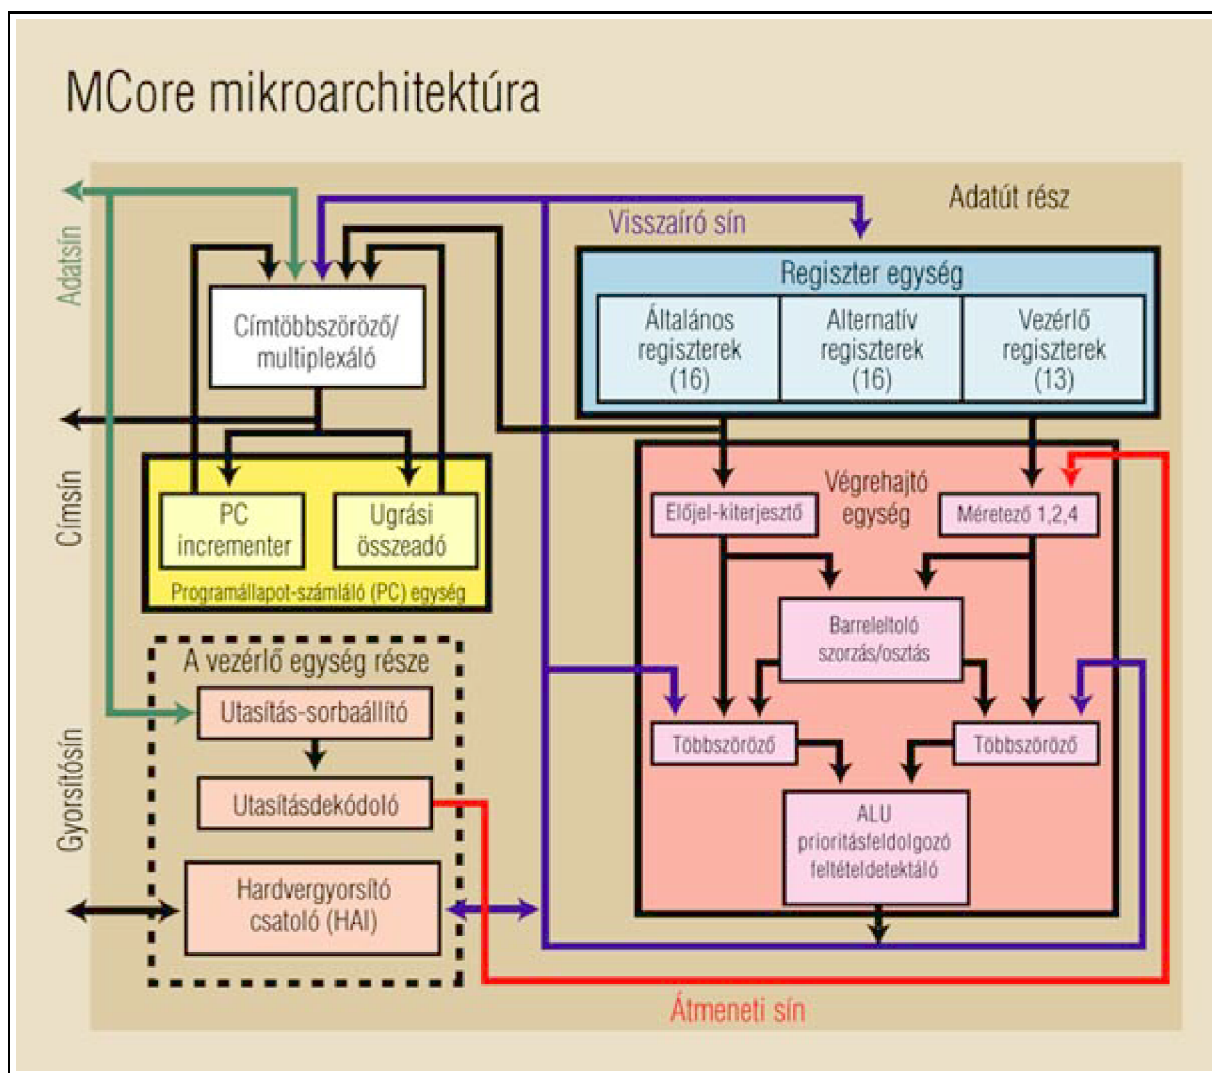 MCore mikroarchitektúra
Adatút rész
Visszaíró sín
Adatsín
Regiszter egység
Általános
regiszterek
(16)
Alternatív
regiszterek
(16)
Vezérlő
regiszterek
(13)
Címtöbbszöröző/
multiplexáló
Címsín
PC
incrementer
Ugrási
összeadó
Programállapot-számláló (PC) egység
Végrehajtó
egység
Előjel-kiterjesztő
Méretező 1,2,4
Barreleltoló
szorzás/osztás
Többszöröző
Többszöröző
ALU
prioritásfeldolgozó
feltételdetektáló
A vezérlő egység része
Utasítás-sorbaállító
Utasításdekódoló
Hardvergyorsító
csatoló (HAI)
Gyorsítósín
Átmeneti sín